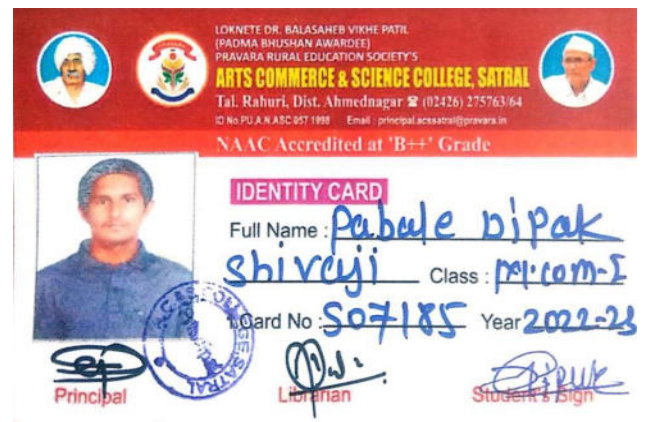 LOKNETE DR. BALASAHEB VIKHE PATIL
(PADMA BHUSHAN AWARDEE)
PRAVARA RURAL EDUCATION SOCIETY'S
ARTS COMMERCE & SCIENCE COLLEGE, SATRAL
Tal. Rahuri, Dist. Ahmednagar ☎ (02426) 275763/64
ID No.PU.A.N.ASC 057 1998 Email : principal.acssatral@pravara.in
NAAC Accredited at 'B++' Grade
IDENTITY CARD
Full Name : Pabale Dipak
Shivaji Class : M.com-I
Card No : S07185 Year 2022-23
Principal Librarian Student's Sign